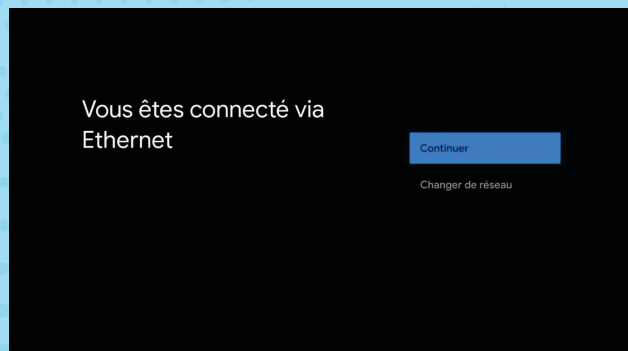 Vous êtes connecté via
Ethernet
Continuer
Changer de réseau